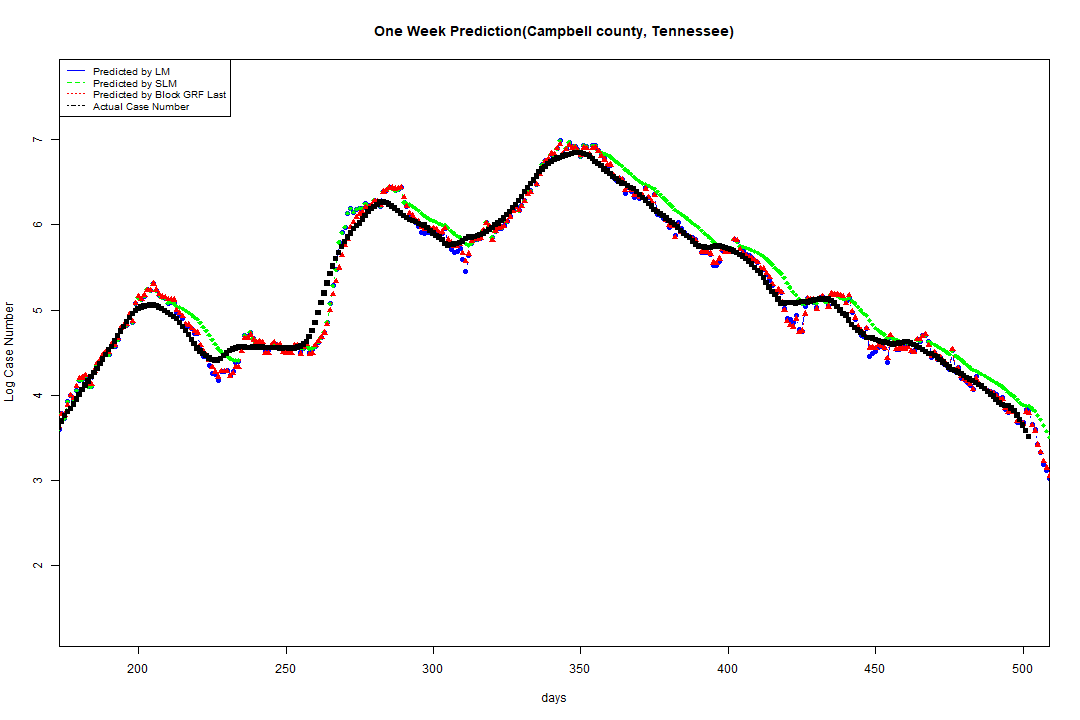 One Week Prediction(Campbell county, Tennessee)
Predicted by LM
Predicted by SLM
Predicted by Block GRF Last
Actual Case Number
7
6
5
4
3
2
Log Case Number
200 250 300 350 400 450 500
days